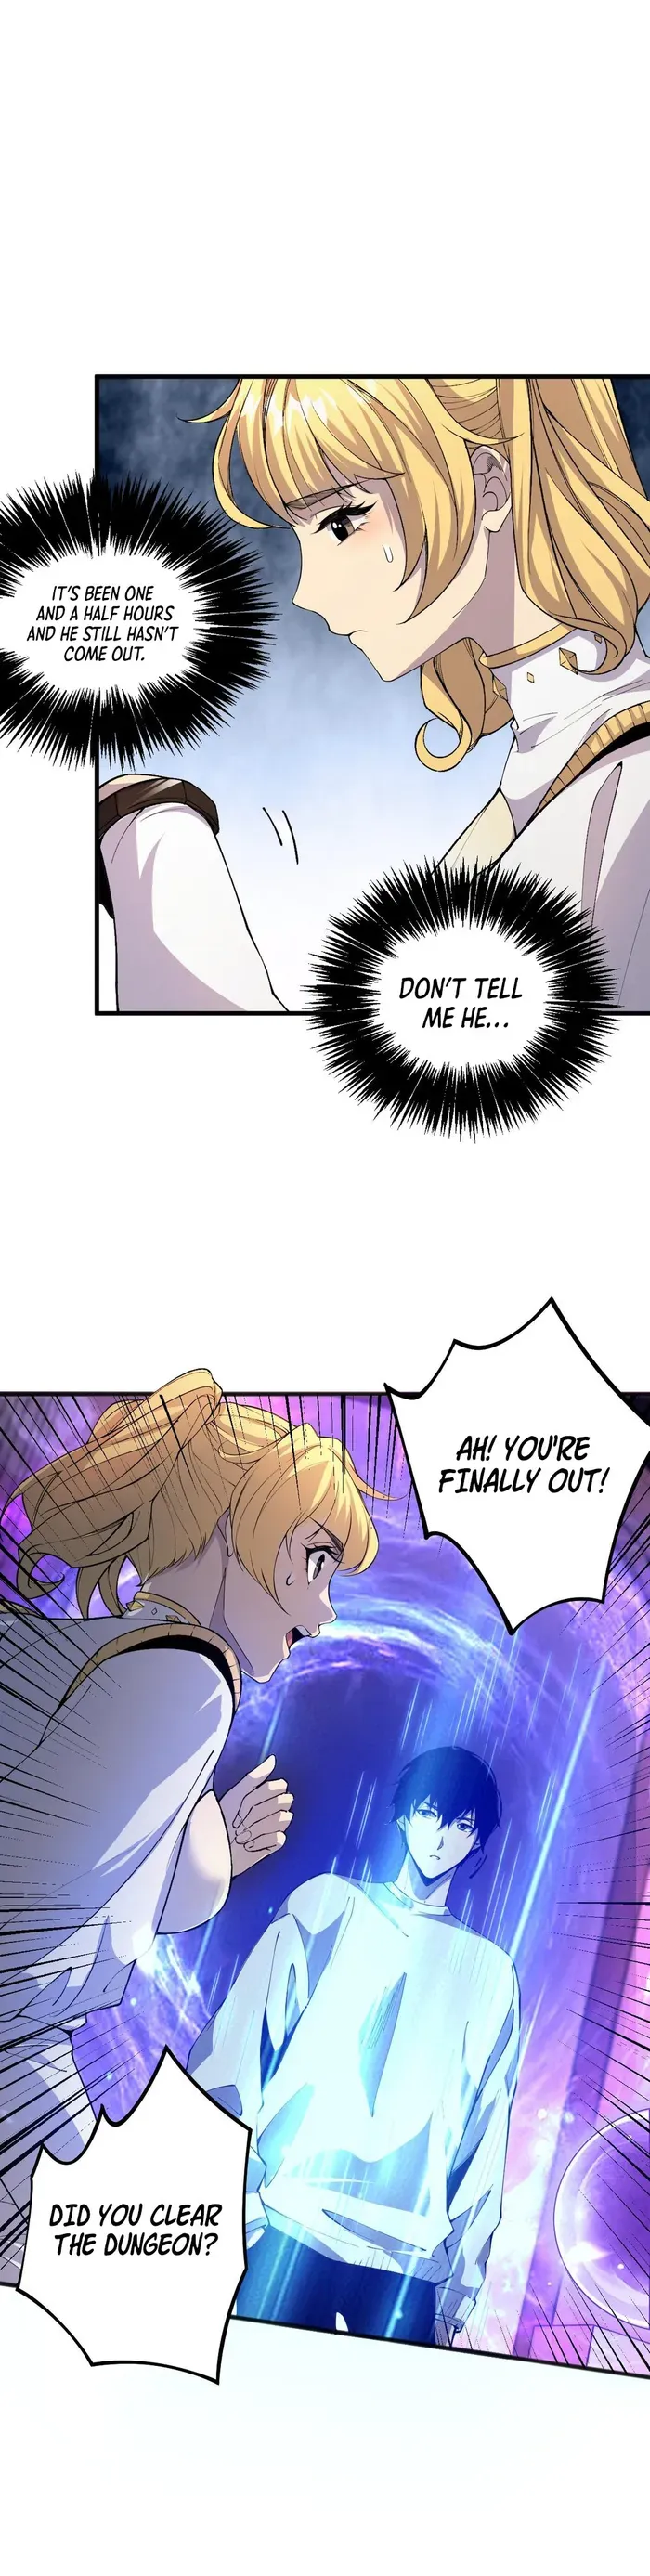 IT'S BEEN ONE
AND A HALF HOURS
AND HE STILL HASN'T
COME OUT.
DON'T TELL
ME HE...
AH! YOU'RE
FINALLY OUT!
DID YOU CLEAR
THE DUNGEON?